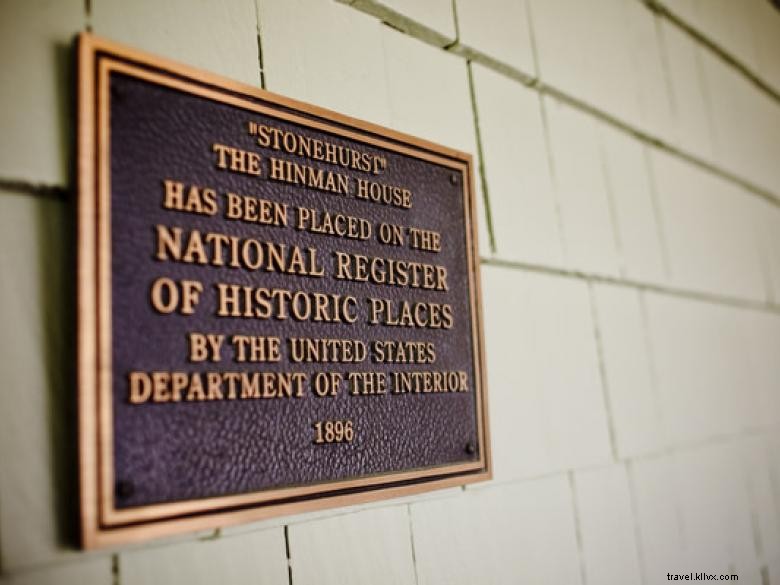 "STONEHURST"
THE HINMAN HOUSE
HAS BEEN PLACED ON THE
NATIONAL REGISTER
OF HISTORIC PLACES
BY THE UNITED STATES
DEPARTMENT OF THE INTERIOR
1896
travel.kllvx.com